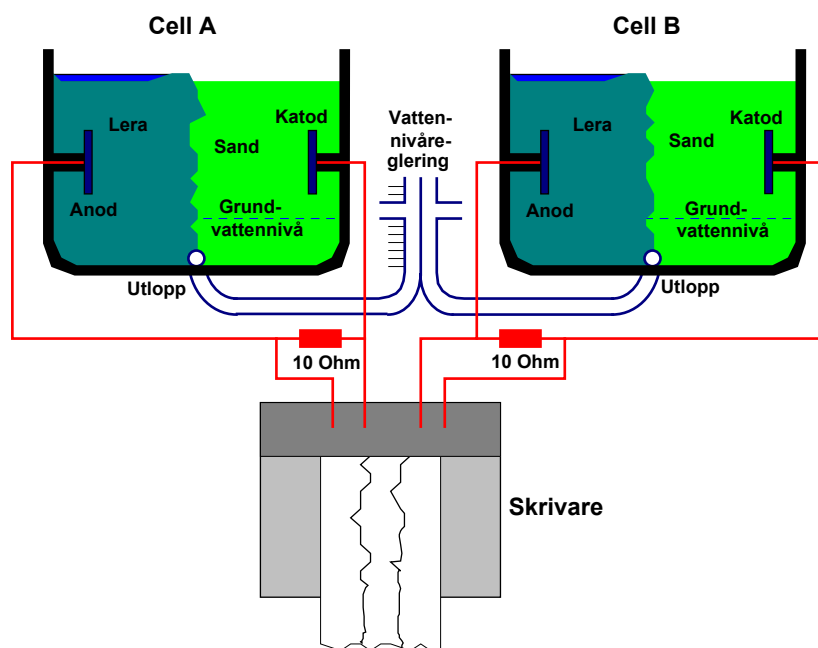 Cell A
Cell B
Lera
Sand
Katod
Anod
Grund-
vattennivå
Utlopp
Vatten-
nivåre-
glering
Lera
Sand
Katod
Anod
Grund-
vattennivå
Utlopp
10 Ohm
10 Ohm
Skrivare